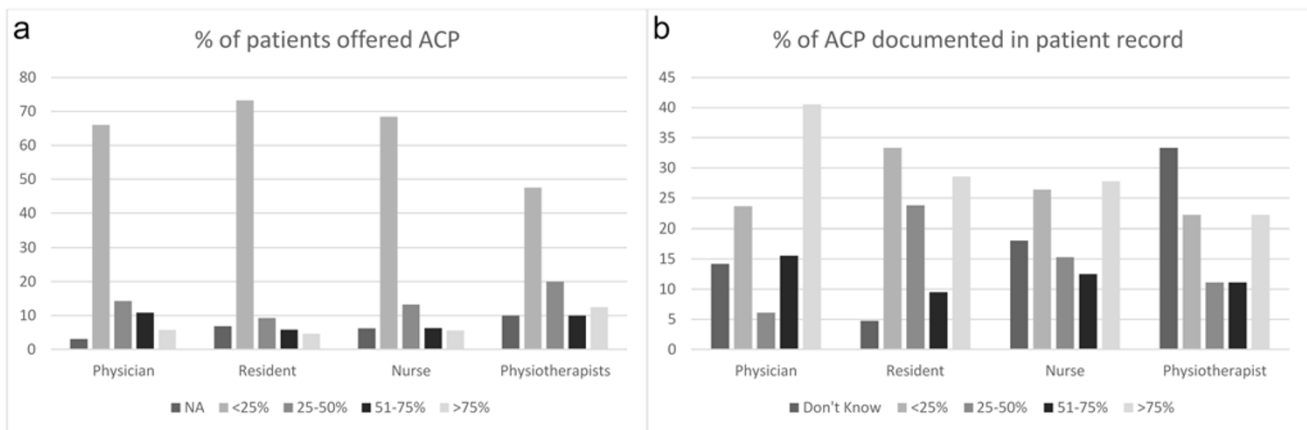 a
% of patients offered ACP
80
70
60
50
40
30
20
10
0
Physician Resident Nurse Physiotherapists
NA <25% 25-50% 51-75% >75%
b
% of ACP documented in patient record
45
40
35
30
25
20
15
10
5
0
Physician Resident Nurse Physiotherapist
Don't Know <25% 25-50% 51-75% >75%